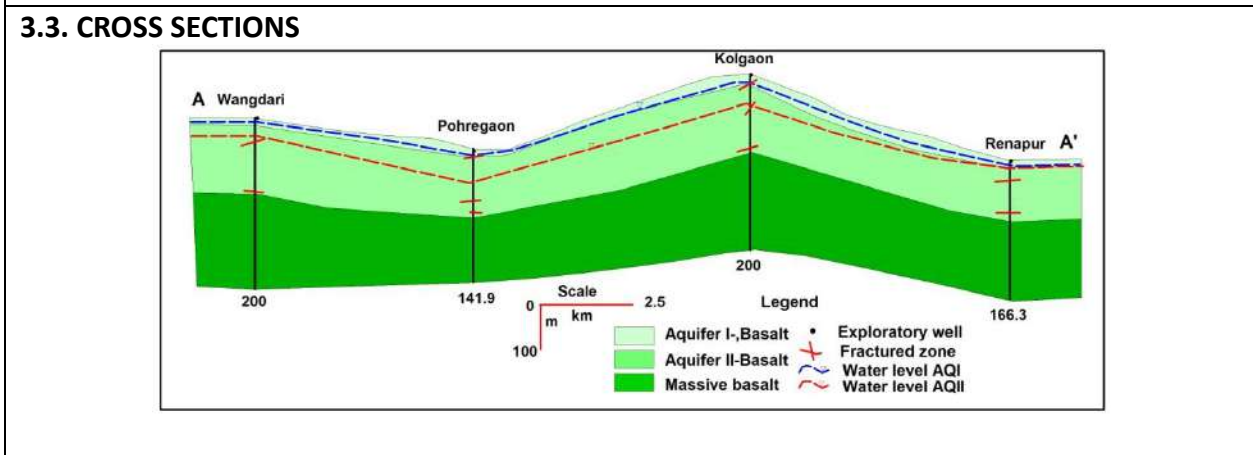 3.3. CROSS SECTIONS
Kolgaon
A Wangdari
Pohregaon
Renapur A'
200
141.9
200
166.3
Scale
0 2.5
m km
100
Legend
Aquifer I-,Basalt
Aquifer II-Basalt
Massive basalt
Exploratory well
Fractured zone
Water level AQI
Water level AQII